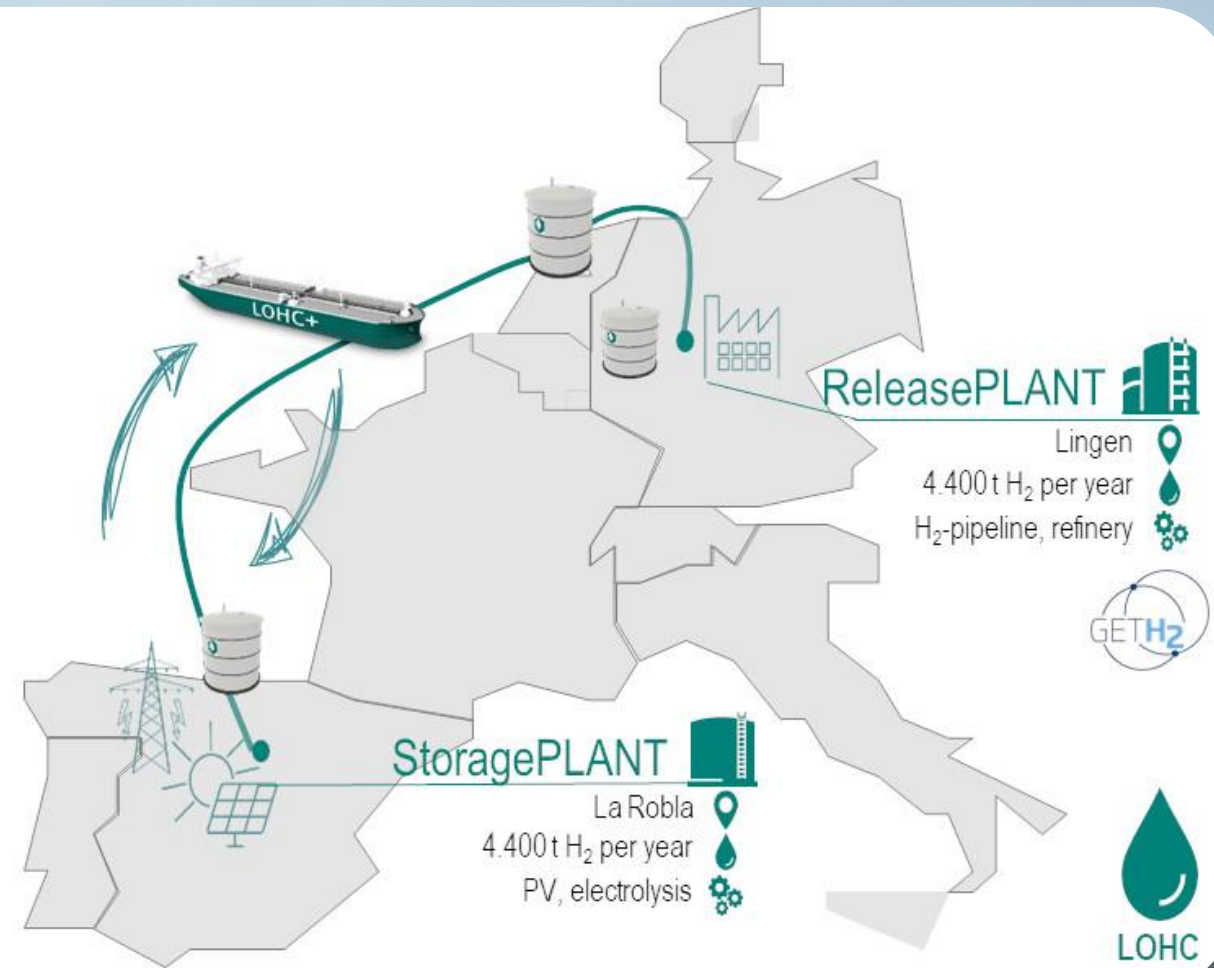 LOHC+
ReleasePLANT
Lingen
4.400 t H₂ per year
H₂-pipeline, refinery
GETH2
StoragePLANT
La Robla
4.400 t H₂ per year
PV, electrolysis
LOHC